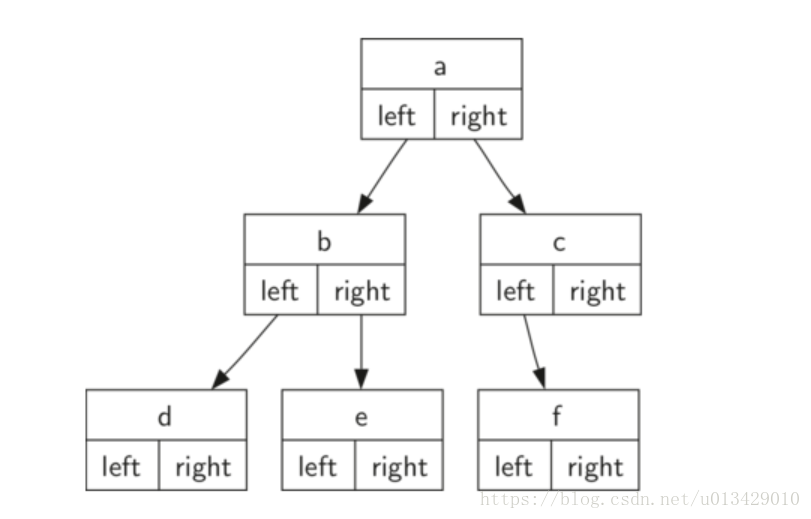 a
left right
b
left right
c
left right
d
left right
e
left right
f
left right
https://blog.csdn.net/u013429010